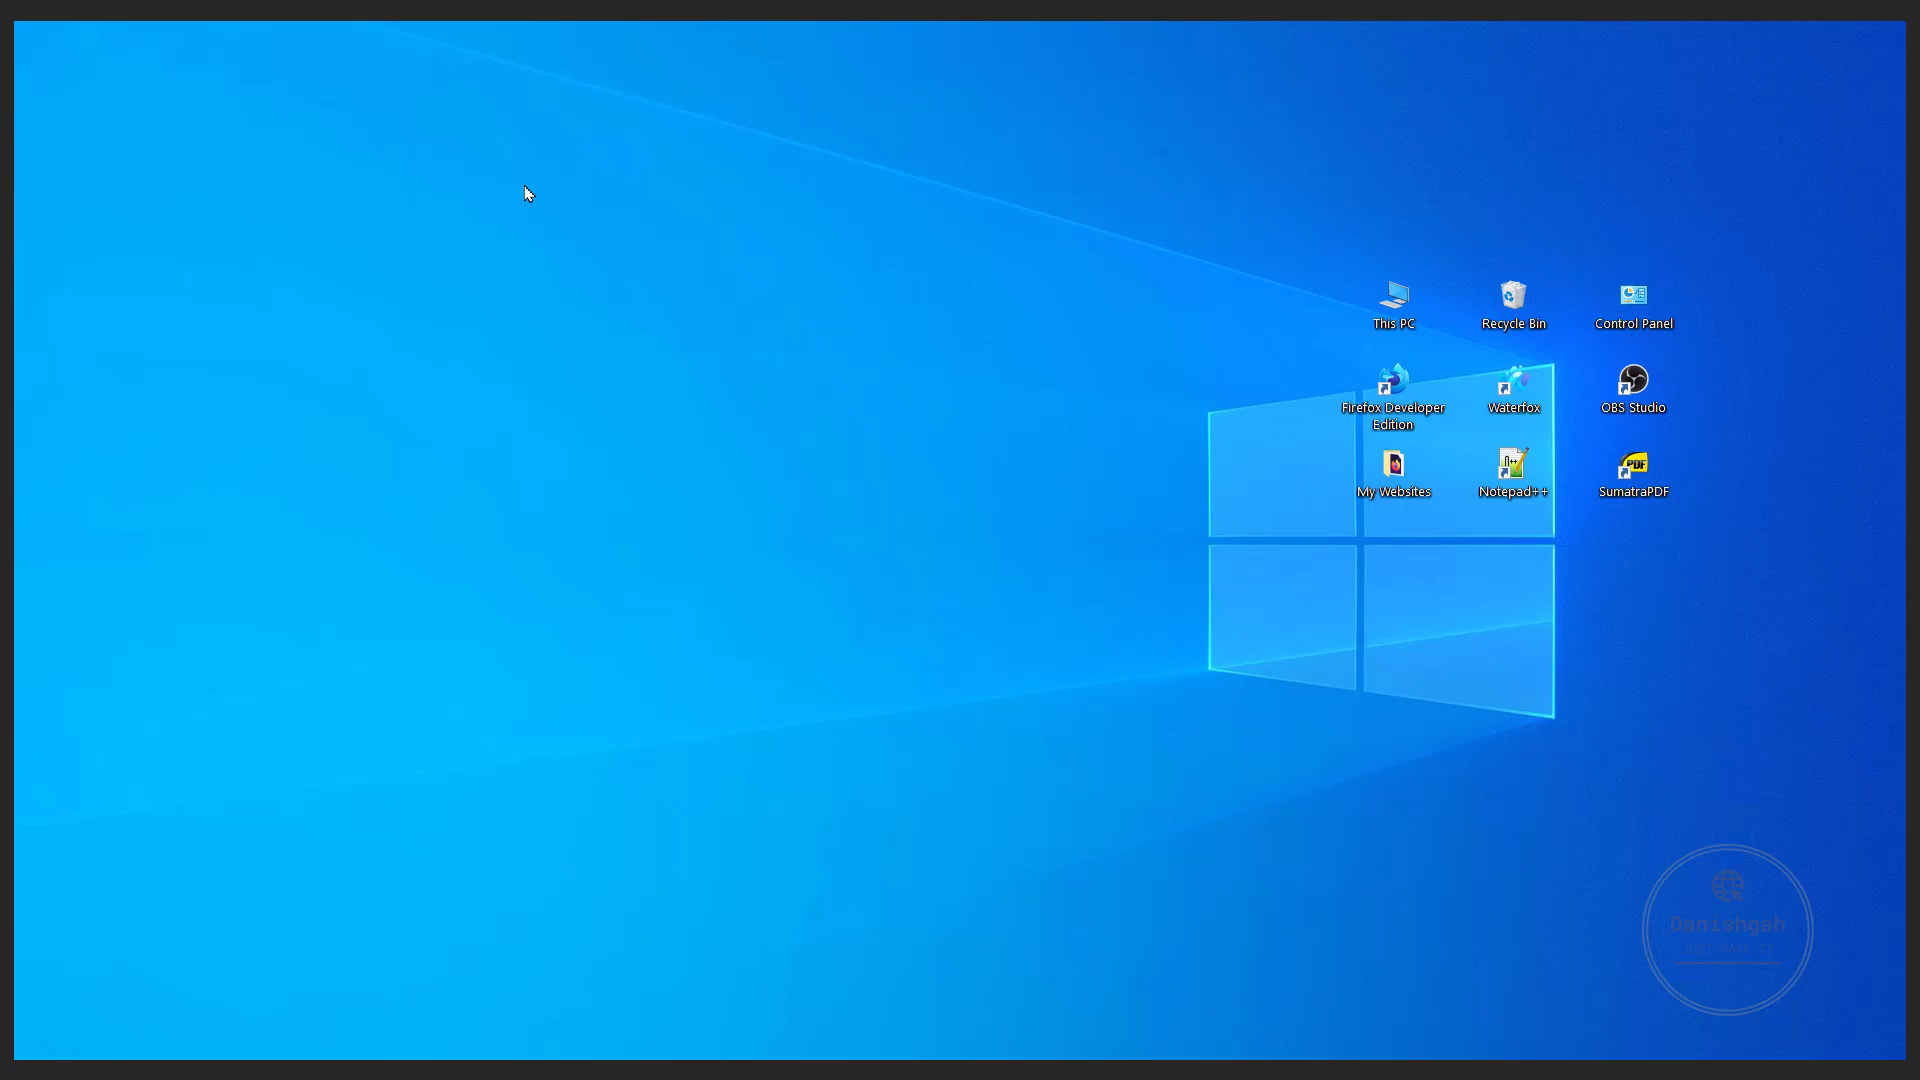 This PC
Recycle Bin
Control Panel
Firefox Developer
Edition
Waterfox
OBS Studio
My Websites
Notepad++
SumatraPDF
Danishgah